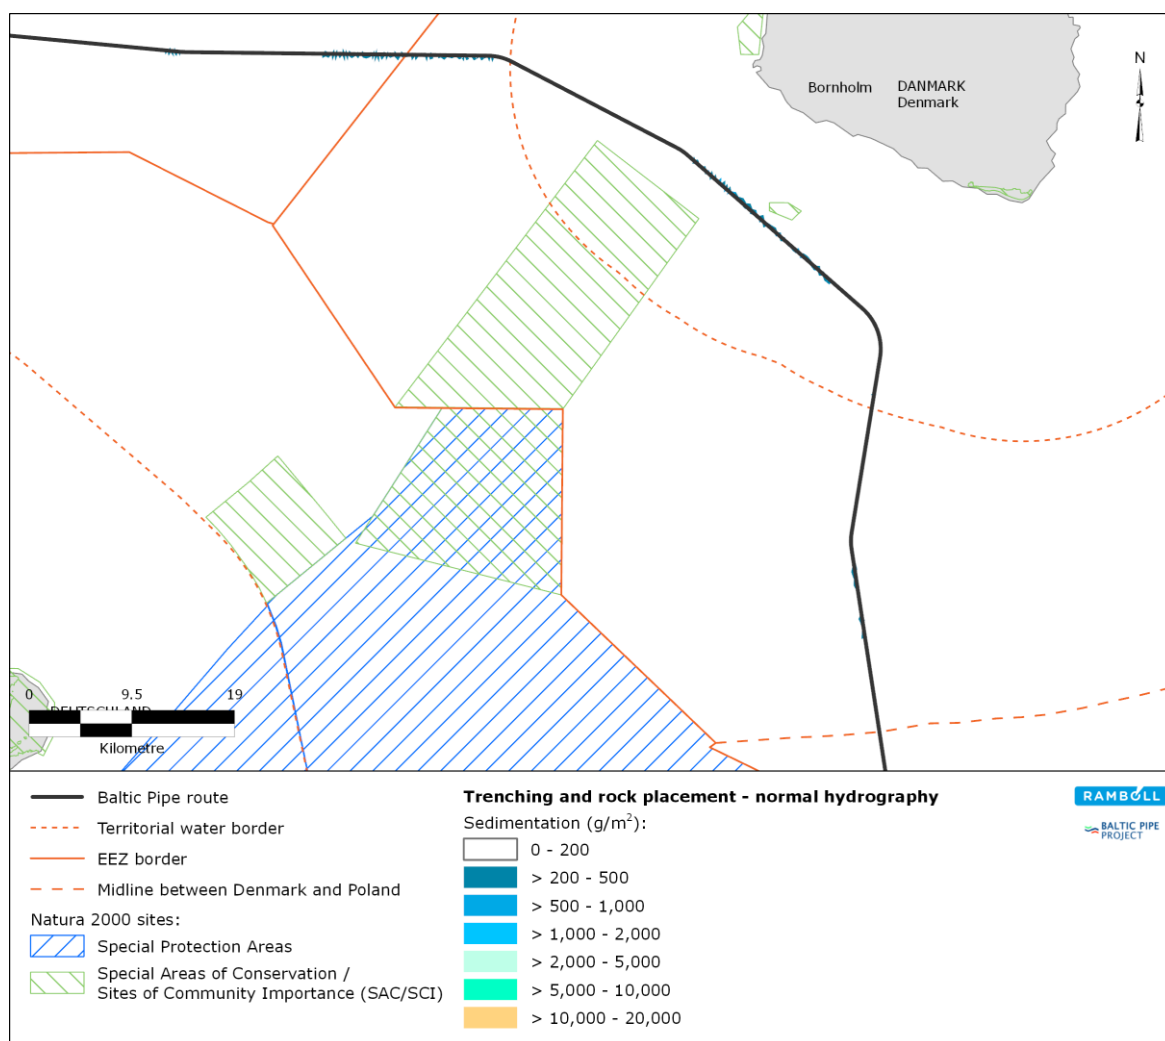 N
Bornholm
DANMARK
Denmark
0
9.5
19
DEUTSCHLAND
Kilometre
Baltic Pipe route
Territorial water border
EEZ border
Midline between Denmark and Poland
Natura 2000 sites:
Special Protection Areas
Special Areas of Conservation /
Sites of Community Importance (SAC/SCI)
Trenching and rock placement - normal hydrography
Sedimentation (g/m²):
0 - 200
> 200 - 500
> 500 - 1,000
> 1,000 - 2,000
> 2,000 - 5,000
> 5,000 - 10,000
> 10,000 - 20,000
RAMBOLL
BALTIC PIPE
PROJECT